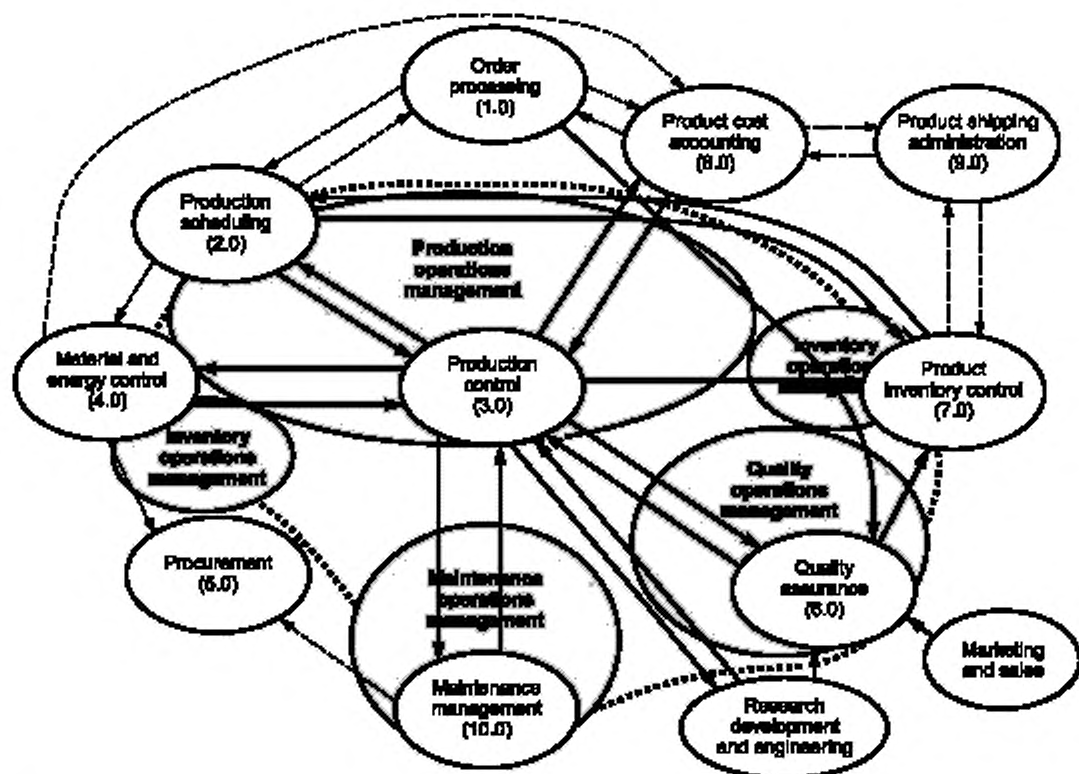 Order
processing
(1.0)
Product cost
accounting
(8.0)
Product shipping
administration
(9.0)
Production
scheduling
(2.0)
Production
operations
management
Material and
energy control
(4.0)
Production
control
(3.0)
Inventory
operations
Product
inventory control
(7.0)
Inventory
operations
management
Quality
operations
management
Procurement
(5.0)
Maintenance
operations
management
Quality
assurance
(6.0)
Marketing
and sales
Maintenance
management
(10.0)
Research
development
and engineering